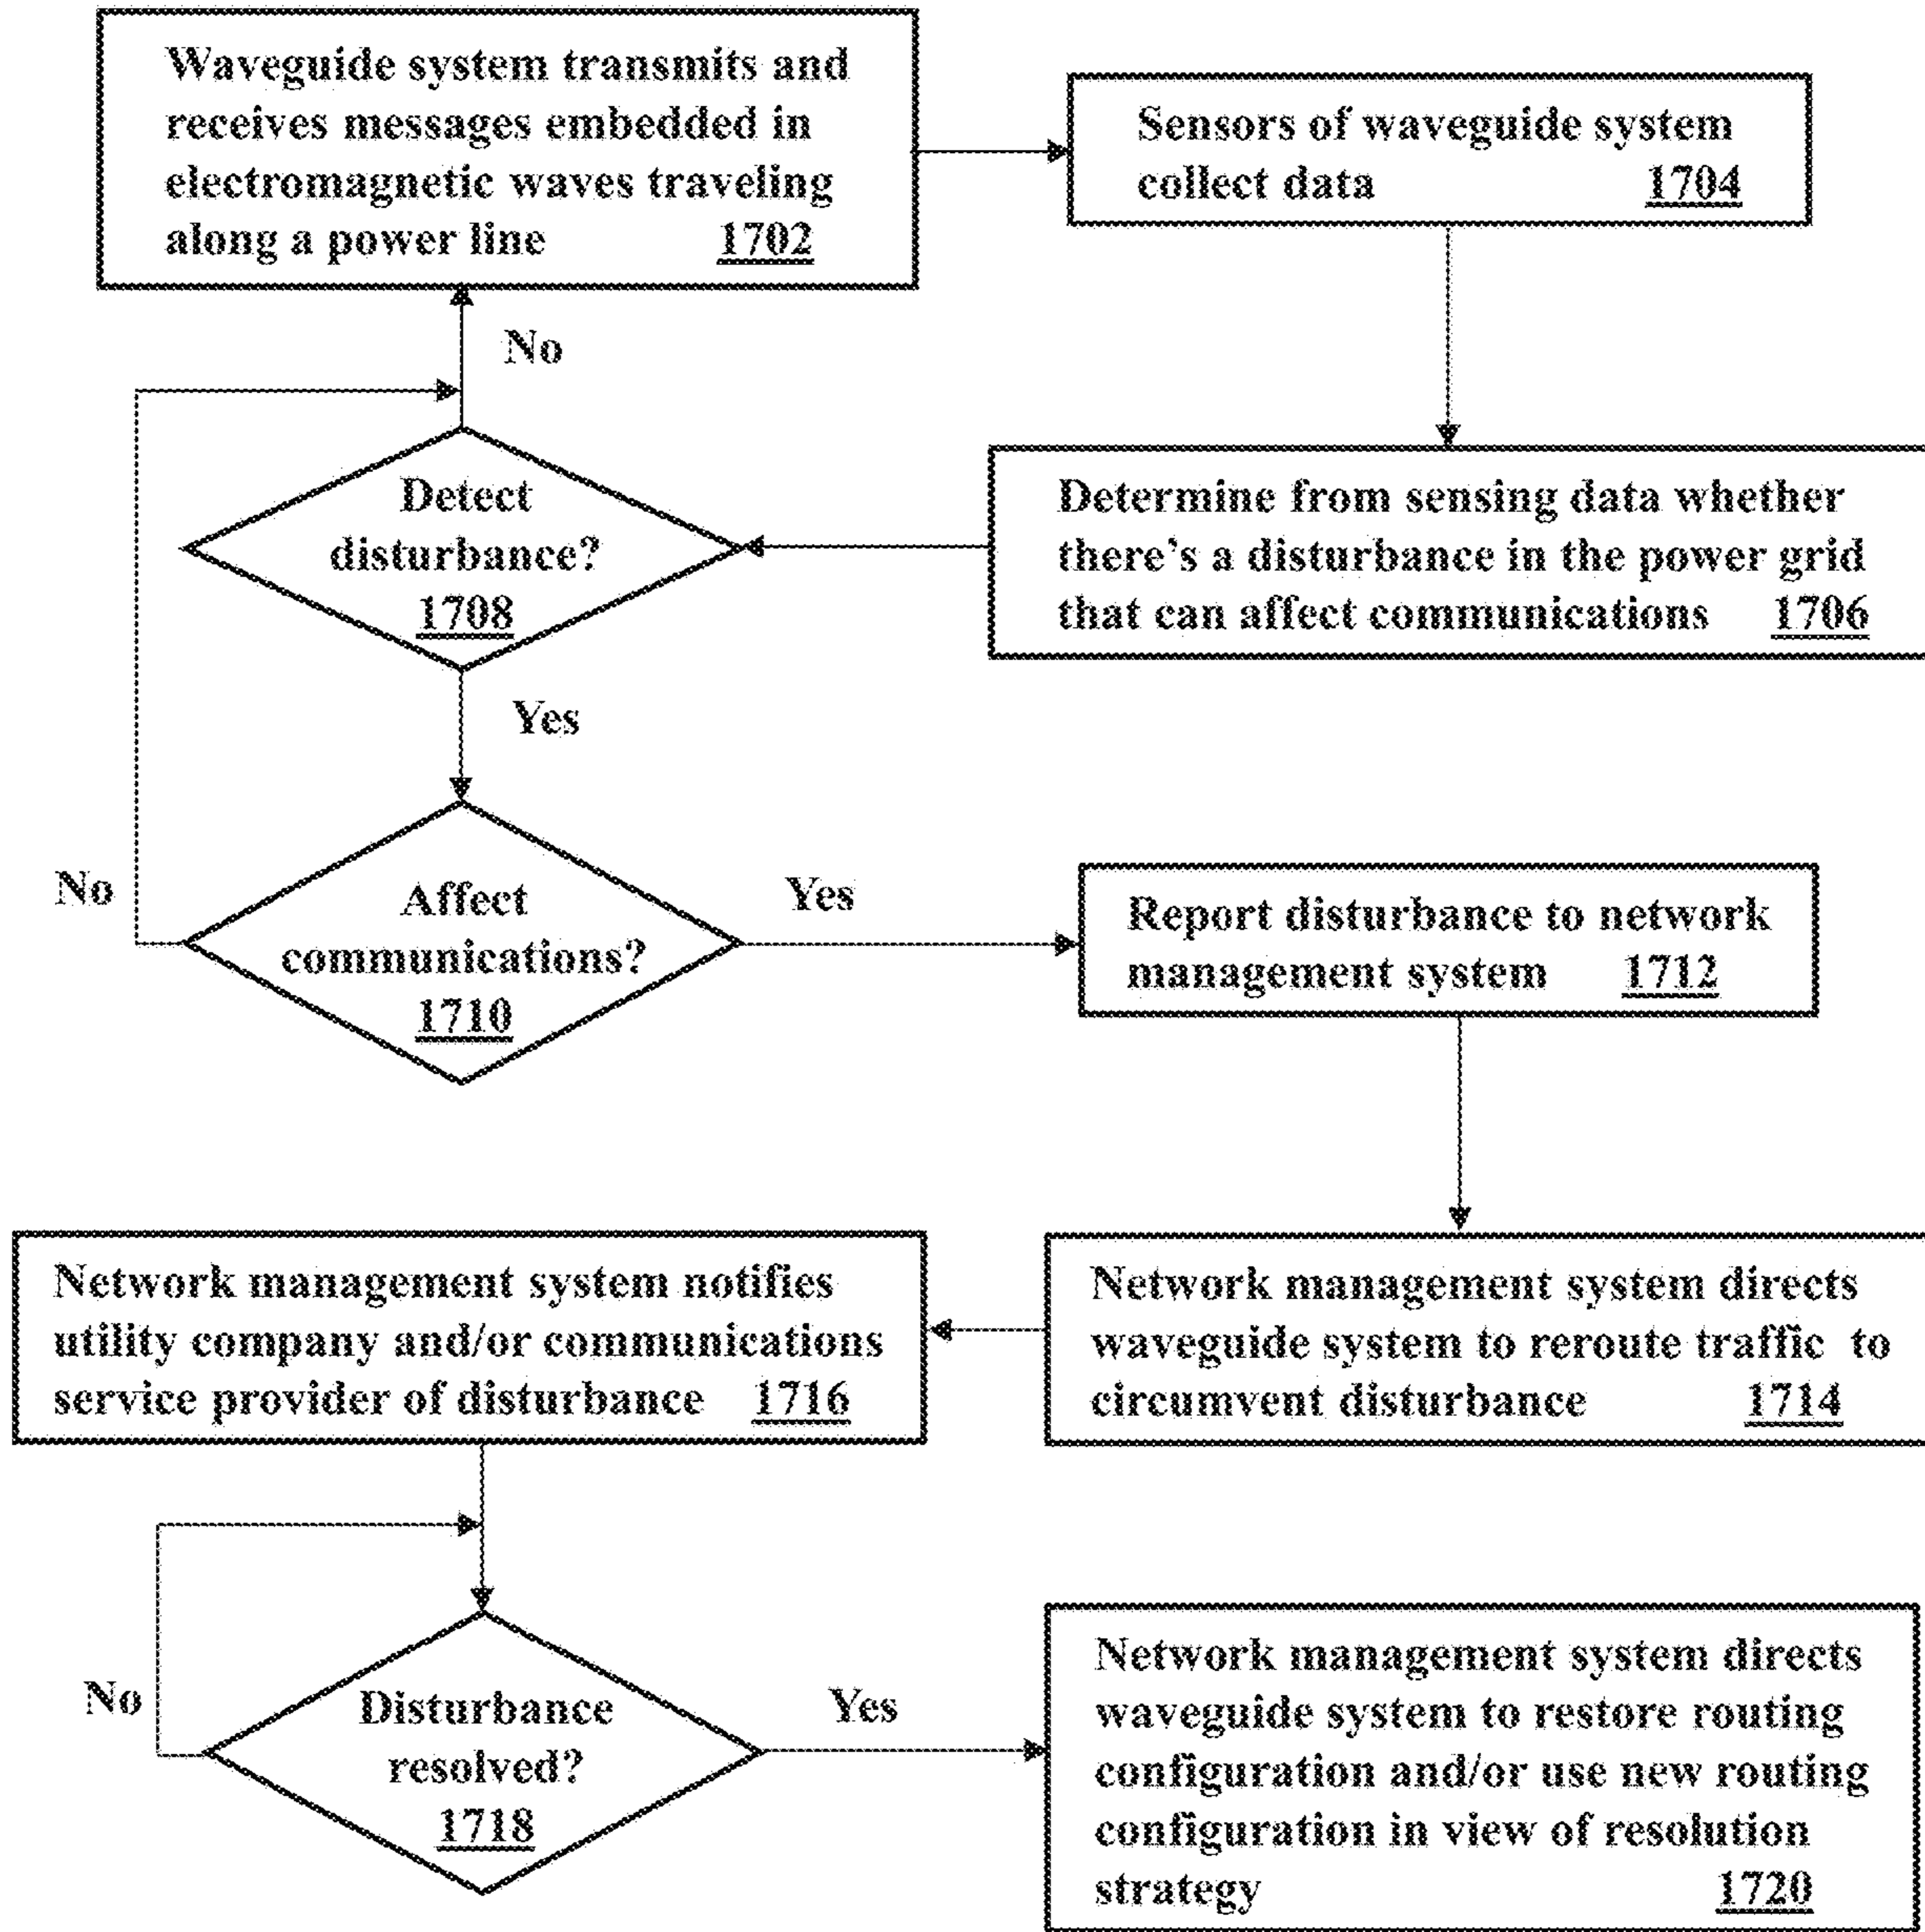 Waveguide system transmits and
receives messages embedded in
electromagnetic waves traveling
along a power line 1702
Sensors of waveguide system
collect data 1704
No
Detect
disturbance?
1708
Determine from sensing data whether
there's a disturbance in the power grid
that can affect communications 1706
Yes
No
Affect
communications?
1710
Yes
Report disturbance to network
management system 1712
Network management system notifies
utility company and/or communications
service provider of disturbance 1716
Network management system directs
waveguide system to reroute traffic to
circumvent disturbance 1714
No
Disturbance
resolved?
1718
Yes
Network management system directs
waveguide system to restore routing
configuration and/or use new routing
configuration in view of resolution
strategy 1720